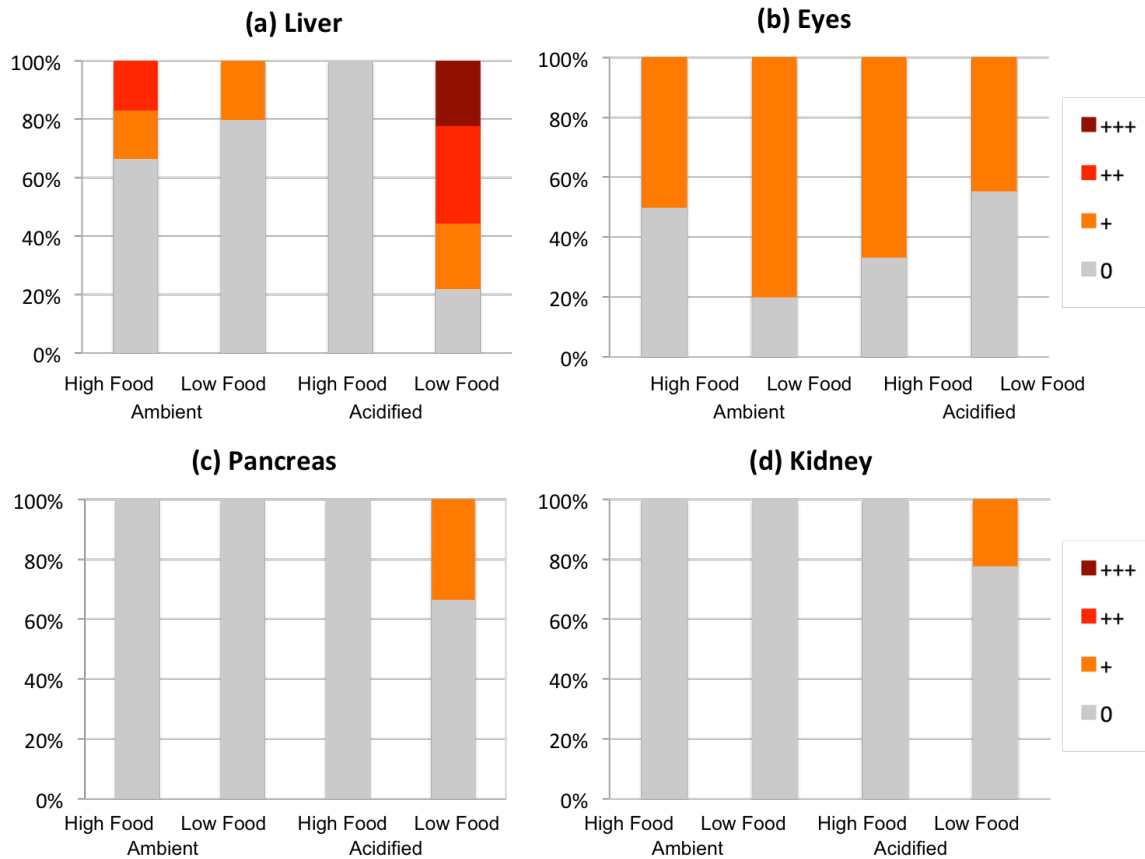 (a) Liver
100%
80%
60%
40%
20%
0%
High Food Low Food High Food Low Food
Ambient Acidified
(b) Eyes
100%
80%
60%
40%
20%
0%
High Food Low Food High Food Low Food
Ambient Acidified
+++
++
+
0
(c) Pancreas
100%
80%
60%
40%
20%
0%
High Food Low Food High Food Low Food
Ambient Acidified
(d) Kidney
100%
80%
60%
40%
20%
0%
High Food Low Food High Food Low Food
Ambient Acidified
+++
++
+
0